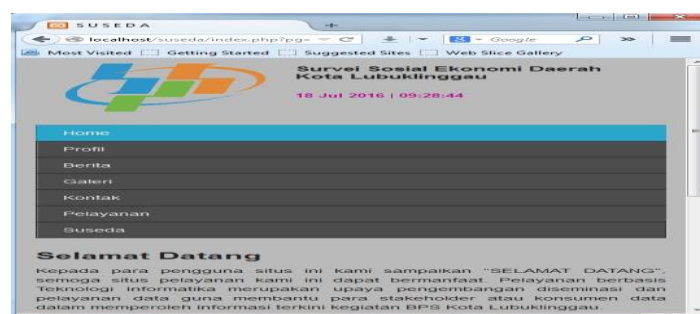 SUSEDA
localhost/suseda/index.php?pg=
Google
Most Visited Getting Started Suggested Sites Web Slice Gallery
Survei Sosial Ekonomi Daerah
Kota Lubuklinggau
18 Jul 2016 | 09:28:44
Home
Profil
Berita
Galeri
Kontak
Pelayanan
Suseda
Selamat Datang
Kepada para pengguna situs ini kami sampaikan "SELAMAT DATANG",
semoga situs pelayanan kami ini dapat bermanfaat. Pelayanan berbasis
Teknologi Informatika merupakan upaya pengembangan diseminasi dan
pelayanan data guna membantu para stakeholder atau konsumen data
dalam memperoleh informasi terkini kegiatan BPS Kota Lubuklinggau.